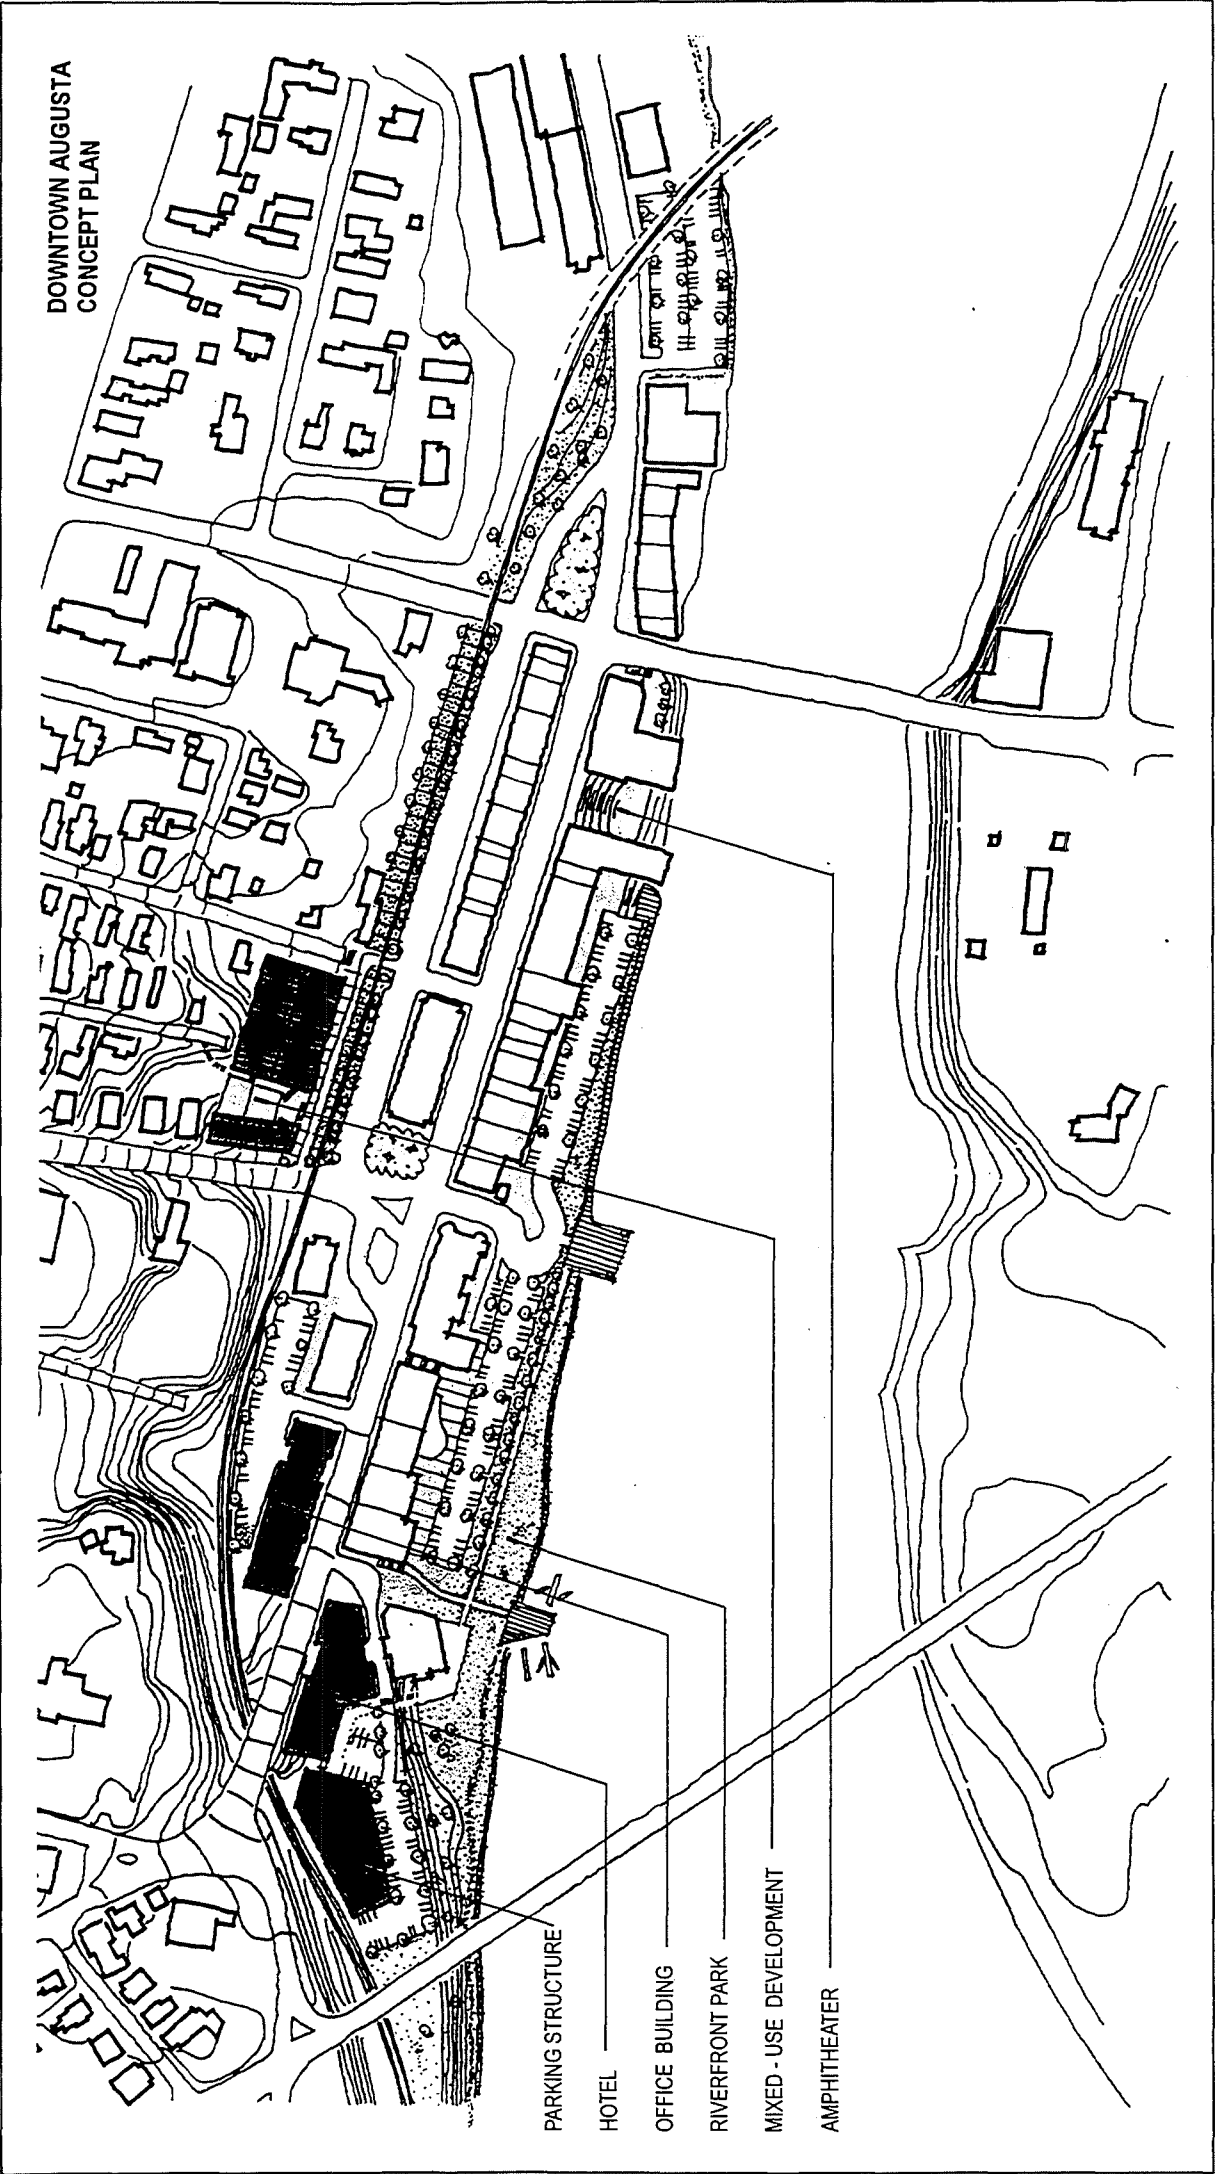 DOWNTOWN AUGUSTA
CONCEPT PLAN
PARKING STRUCTURE
HOTEL
OFFICE BUILDING
RIVERFRONT PARK
MIXED - USE DEVELOPMENT
AMPHITHEATER